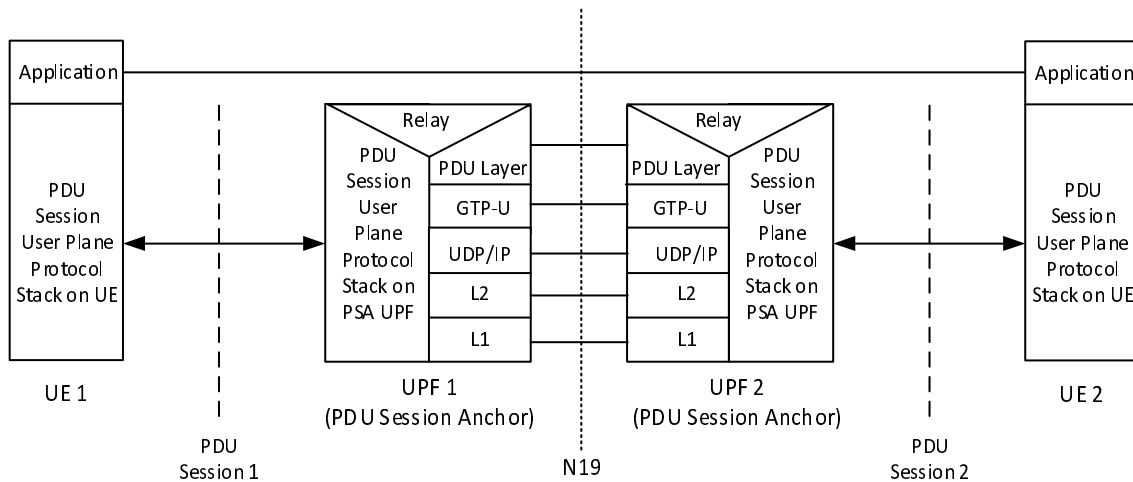 Application
PDU
Session
User Plane
Protocol
Stack on UE
UE 1
PDU
Session 1
Relay
PDU
Session
User
Plane
Protocol
Stack on
PSA UPF
PDU Layer
GTP-U
UDP/IP
L2
L1
UPF 1
(PDU Session Anchor)
N19
Relay
PDU Layer
GTP-U
UDP/IP
L2
L1
PDU
Session
User
Plane
Protocol
Stack on
PSA UPF
UPF 2
(PDU Session Anchor)
PDU
Session 2
Application
PDU
Session
User Plane
Protocol
Stack on UE
UE 2